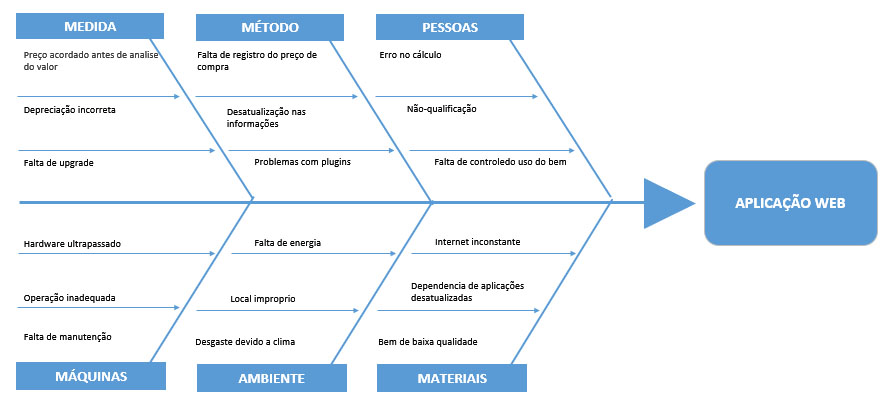 MEDIDA
Preço acordado antes de analise
do valor
Depreciação incorreta
Falta de upgrade
MÉTODO
Falta de registro do preço de
compra
Desatualização nas
informações
Problemas com plugins
PESSOAS
Erro no cálculo
Não-qualificação
Falta de controledo uso do bem
APLICAÇÃO WEB
Hardware ultrapassado
Operação inadequada
Falta de manutenção
MÁQUINAS
Falta de energia
Local improprio
Desgaste devido a clima
AMBIENTE
Internet inconstante
Dependencia de aplicações
desatualizadas
Bem de baixa qualidade
MATERIAIS